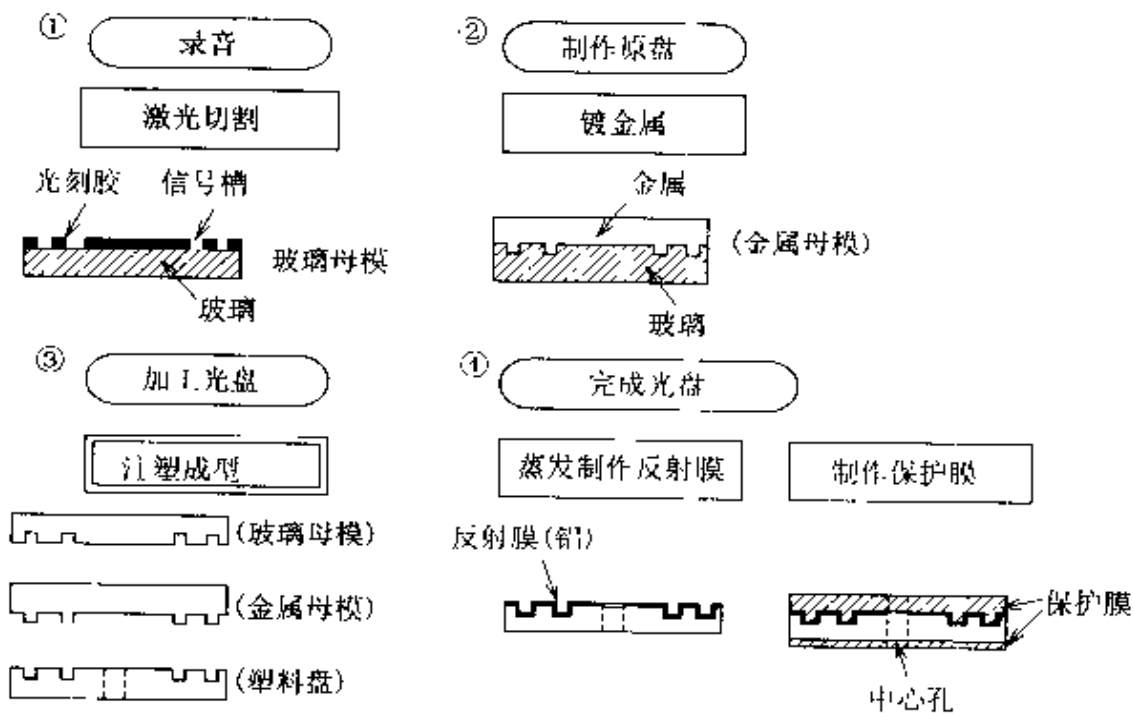 ① 录音
激光切割
光刻胶 信号槽
玻璃母模
玻璃
② 制作原盘
镀金属
金属
(金属母模)
玻璃
③ 加工光盘
注塑成型
(玻璃母模)
(金属母模)
(塑料盘)
④ 完成光盘
蒸发制作反射膜 制作保护膜
反射膜(铝)
保护膜
中心孔